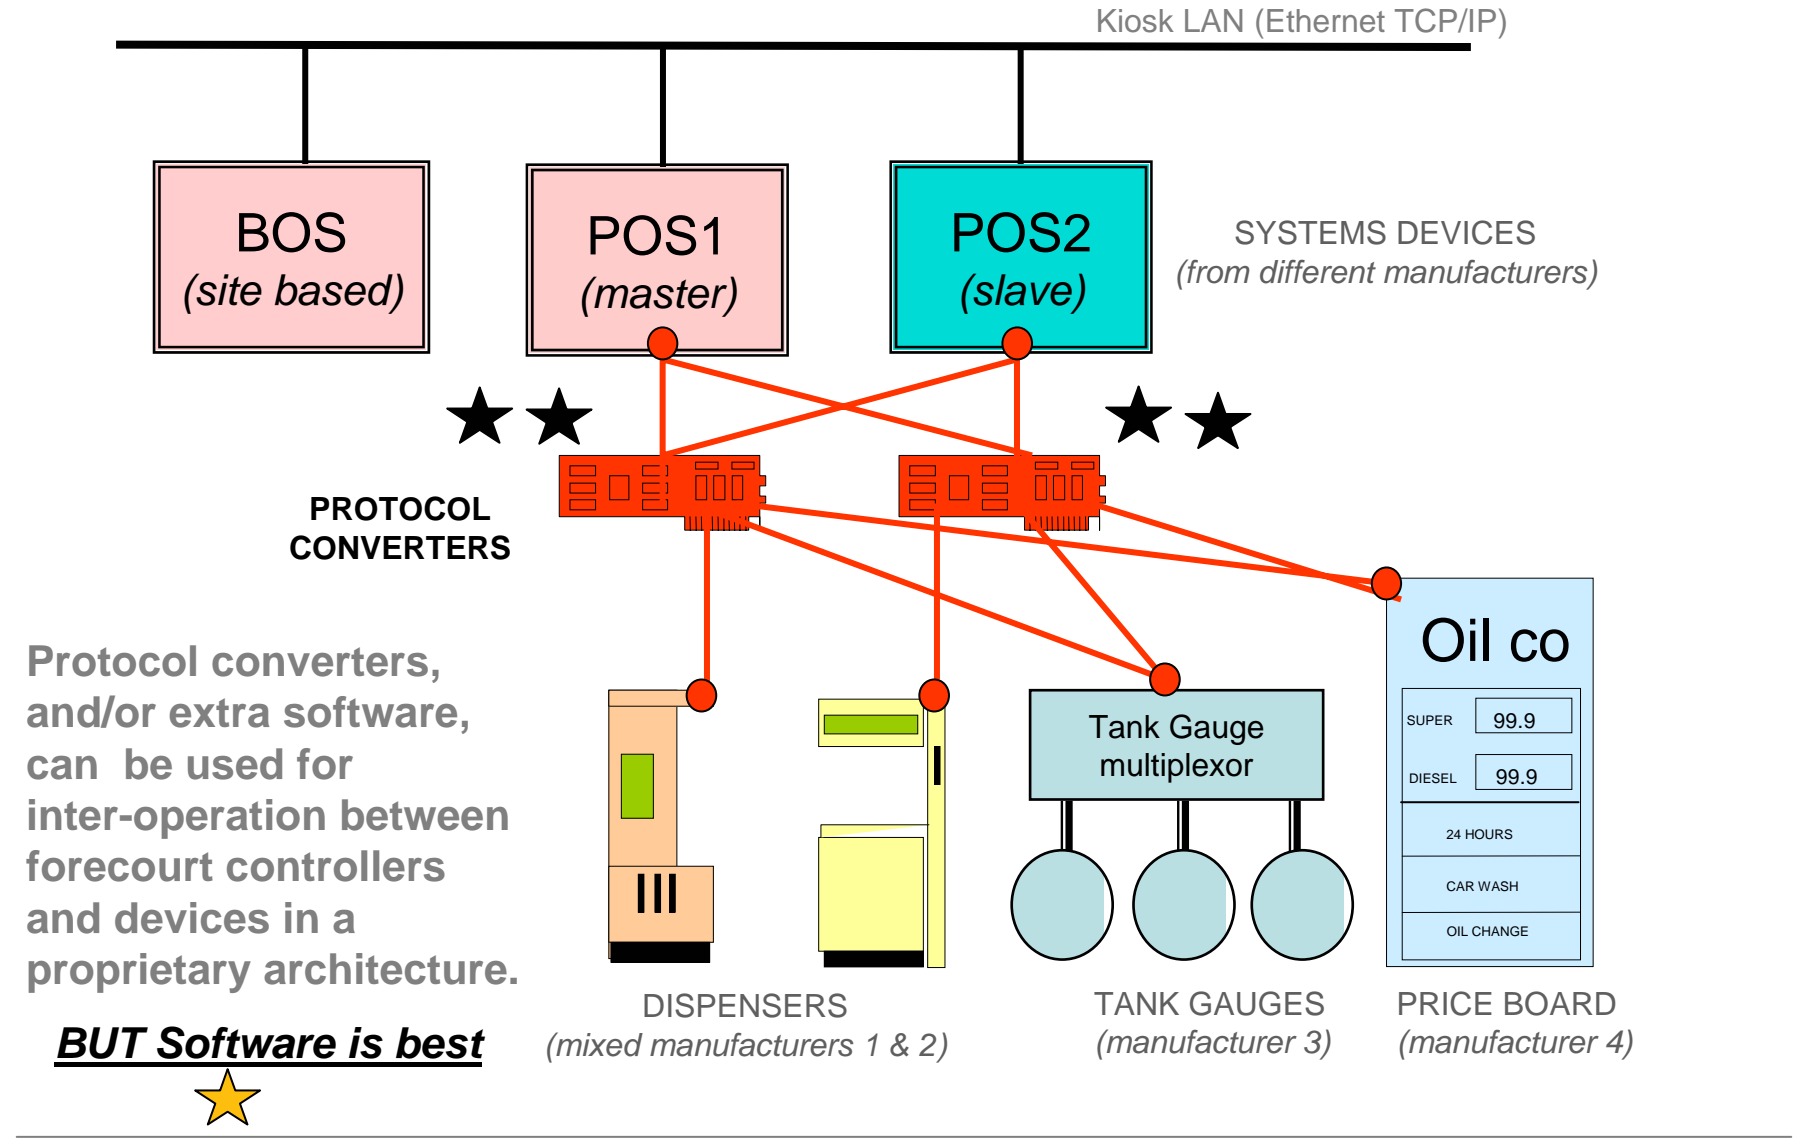 Kiosk LAN (Ethernet TCP/IP)
BOS
(site based)
POS1
(master)
POS2
(slave)
SYSTEMS DEVICES
(from different manufacturers)
PROTOCOL
CONVERTERS
Protocol converters,
and/or extra software,
can be used for
inter-operation between
forecourt controllers
and devices in a
proprietary architecture.
BUT Software is best
Tank Gauge
multiplexor
Oil co
SUPER 99.9
DIESEL 99.9
24 HOURS
CAR WASH
OIL CHANGE
DISPENSERS
(mixed manufacturers 1 & 2)
TANK GAUGES
(manufacturer 3)
PRICE BOARD
(manufacturer 4)